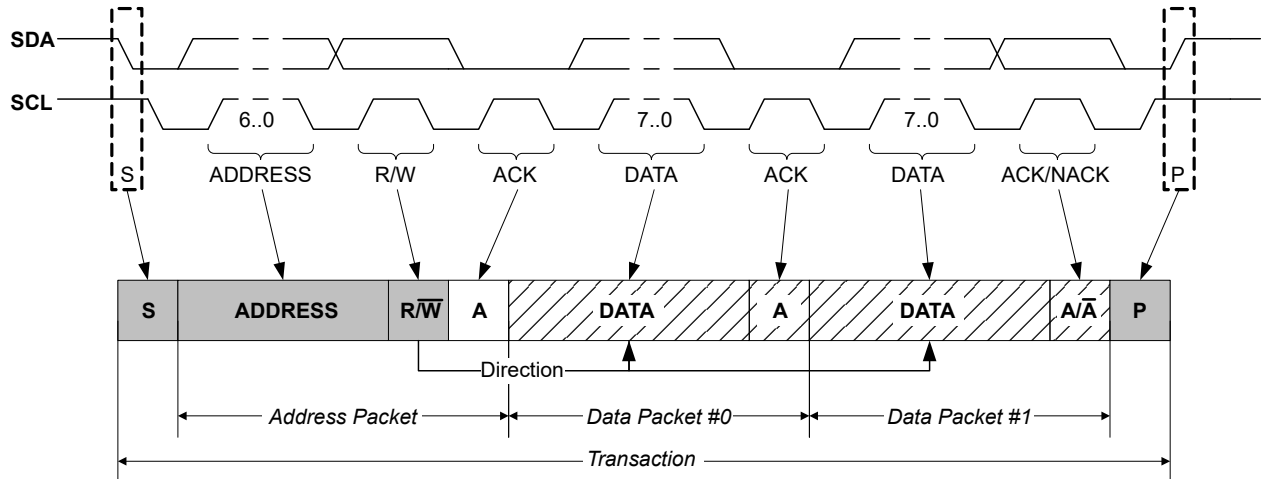 SDA
SCL
6..0 7..0 7..0
S ADDRESS R/W ACK DATA ACK DATA ACK/NACK P
S ADDRESS R/W̅ A DATA A DATA A/A̅ P
Direction
Address Packet Data Packet #0 Data Packet #1
Transaction